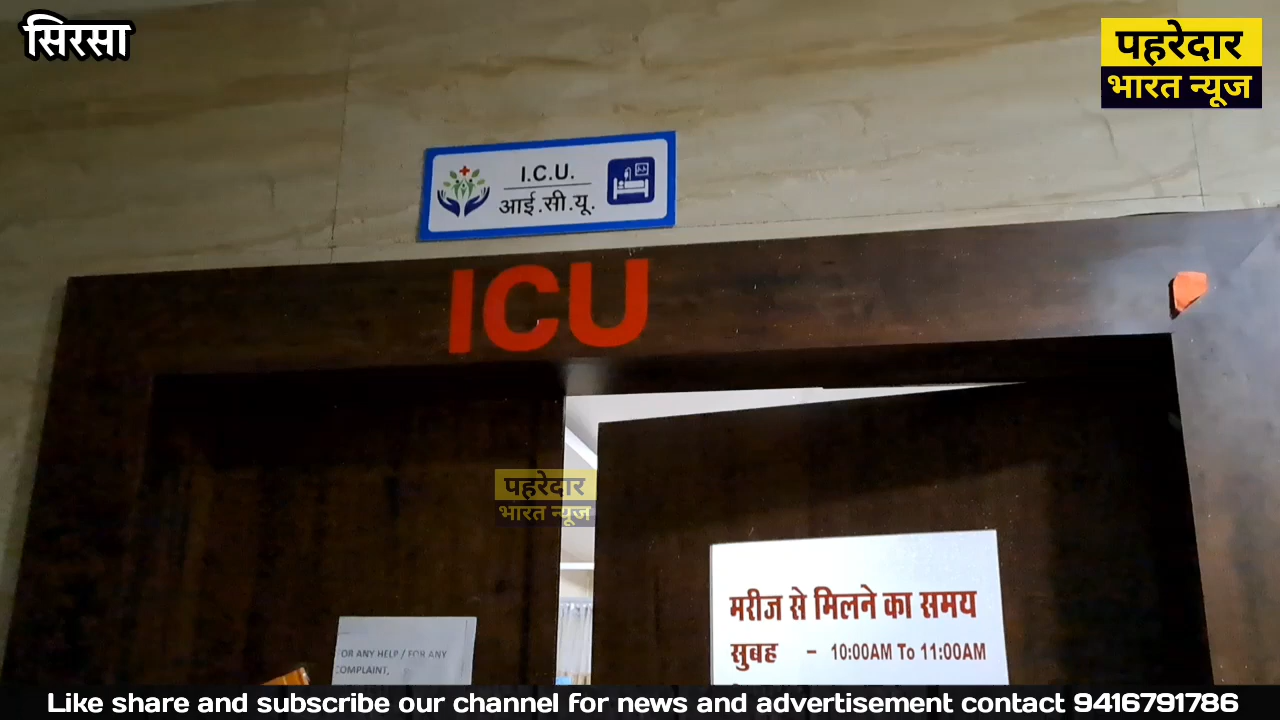 सिरसा
पहरेदार
भारत न्यूज
I.C.U.
आई.सी.यू.
ICU
पहरेदार
भारत न्यूज
मरीज से मिलने का समय
सुबह - 10:00AM To 11:00AM
OR ANY HELP / FOR ANY
COMPLAINT,
Like share and subscribe our channel for news and advertisement contact 9416791786